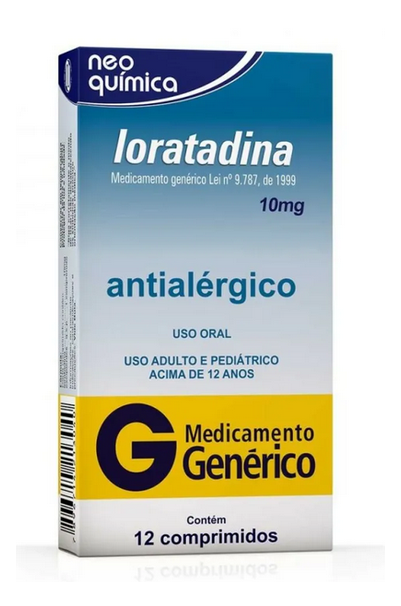 neo
química
loratadina
Medicamento genérico Lei nº 9.787, de 1999
10mg
antialérgico
USO ORAL
USO ADULTO E PEDIÁTRICO
ACIMA DE 12 ANOS
G Medicamento
Genérico
Contém
12 comprimidos